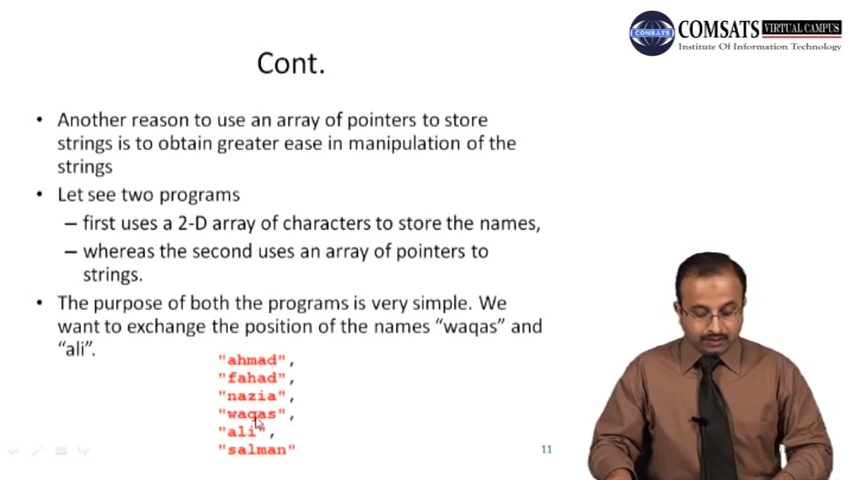 COMSATS VIRTUAL CAMPUS
COMSATS
Institute Of Information Technology
Cont.
• Another reason to use an array of pointers to store
strings is to obtain greater ease in manipulation of the
strings
• Let see two programs
– first uses a 2-D array of characters to store the names,
– whereas the second uses an array of pointers to
strings.
• The purpose of both the programs is very simple. We
want to exchange the position of the names “waqas” and
“ali”.
"ahmad",
"fahad",
"nazia",
"waqas",
"ali",
"salman"
11